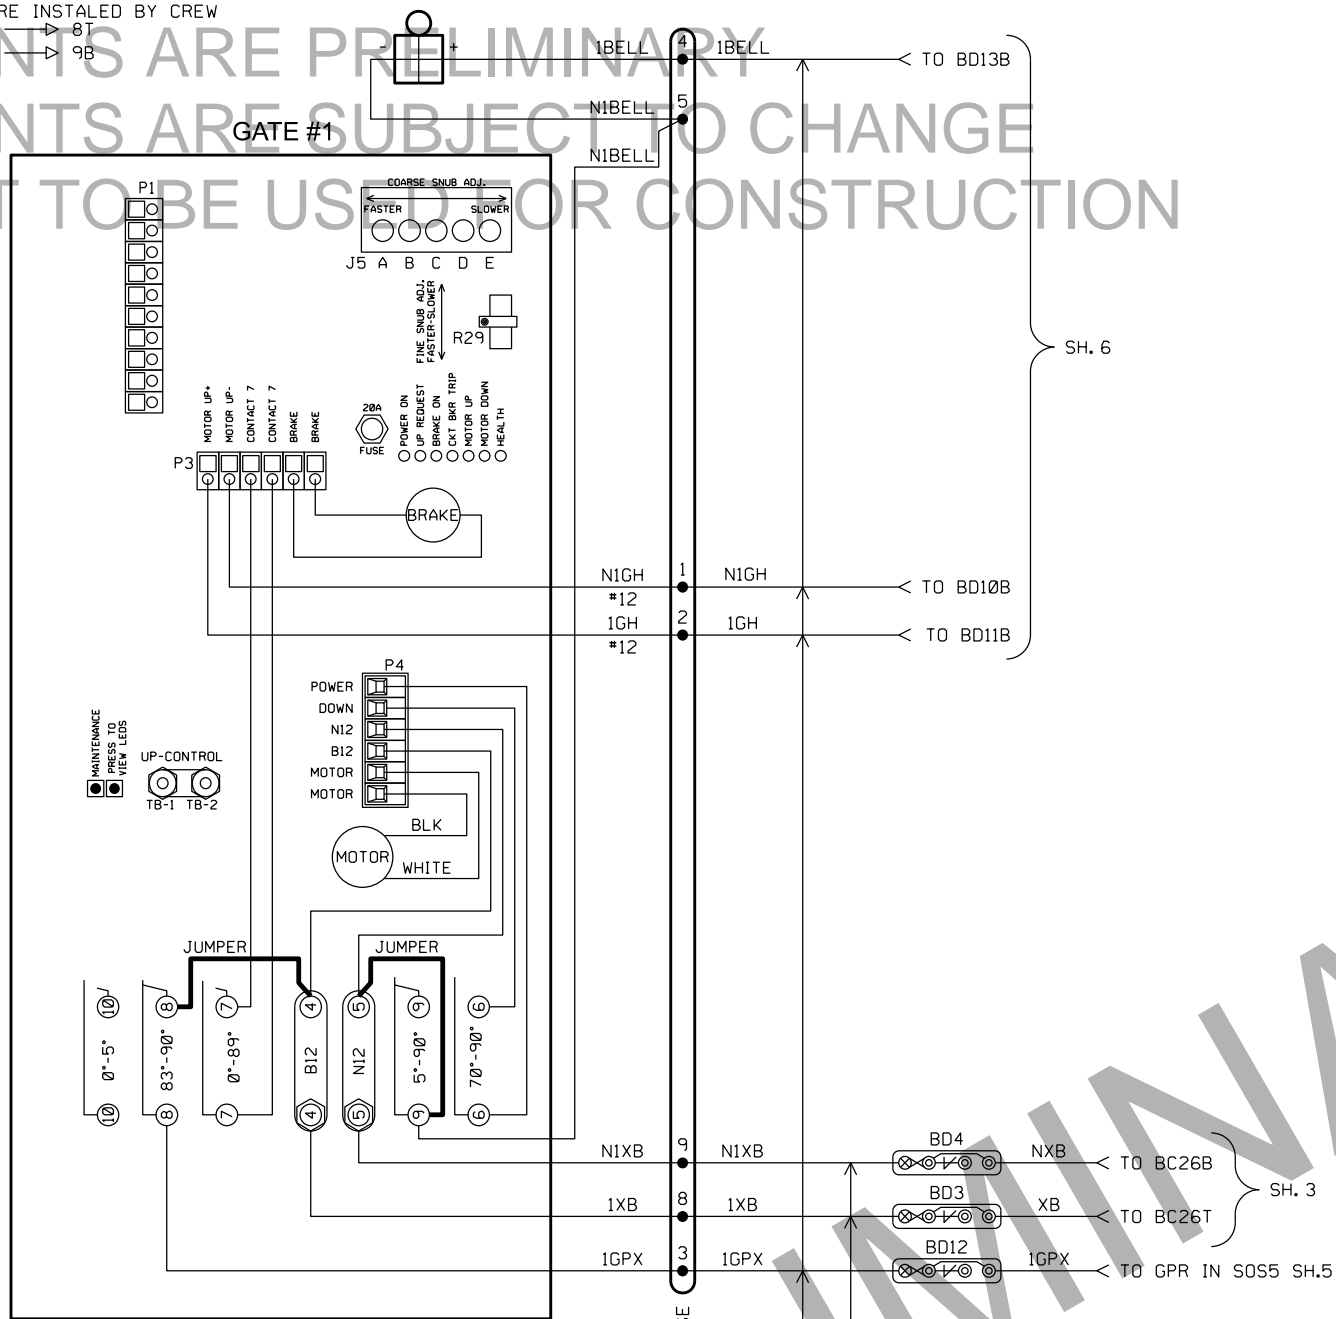 RE INSTALED BY CREW
8T
9B
NTS ARE PRELIMINARY
NTS ARE SUBJECT TO CHANGE
T TO BE USED FOR CONSTRUCTION
- +
1BELL 4 1BELL TO BD13B
N1BELL 5
N1BELL
GATE #1
P1
COARSE SNUB ADJ.
FASTER SLOWER
J5 A B C D E
FINE SNUB ADJ.
FASTER-SLOWER
R29
SH. 6
MOTOR UP+
MOTOR UP-
CONTACT 7
CONTACT 7
BRAKE
BRAKE
P3
20A
FUSE
POWER ON
UP REQUEST
BRAKE ON
CKT BKR TRIP
MOTOR UP
MOTOR DOWN
HEALTH
BRAKE
N1GH 1 N1GH TO BD10B
#12
1GH 2 1GH TO BD11B
#12
P4
POWER
DOWN
N12
B12
MOTOR
MOTOR
MAINTENANCE
PRESS TO
VIEW LEDS
UP-CONTROL
TB-1 TB-2
BLK
MOTOR
WHITE
JUMPER JUMPER
10 8 7 4 5 9 6
0°-5° 83°-90° 0°-89° B12 N12 5°-90° 70°-90°
10 8 7 4 5 9 6
N1XB 9 N1XB BD4 NXB TO BC26B
1XB 8 1XB BD3 XB TO BC26T
SH. 3
1GPX 3 1GPX BD12 1GPX TO GPR IN SOS5 SH.5
MINA